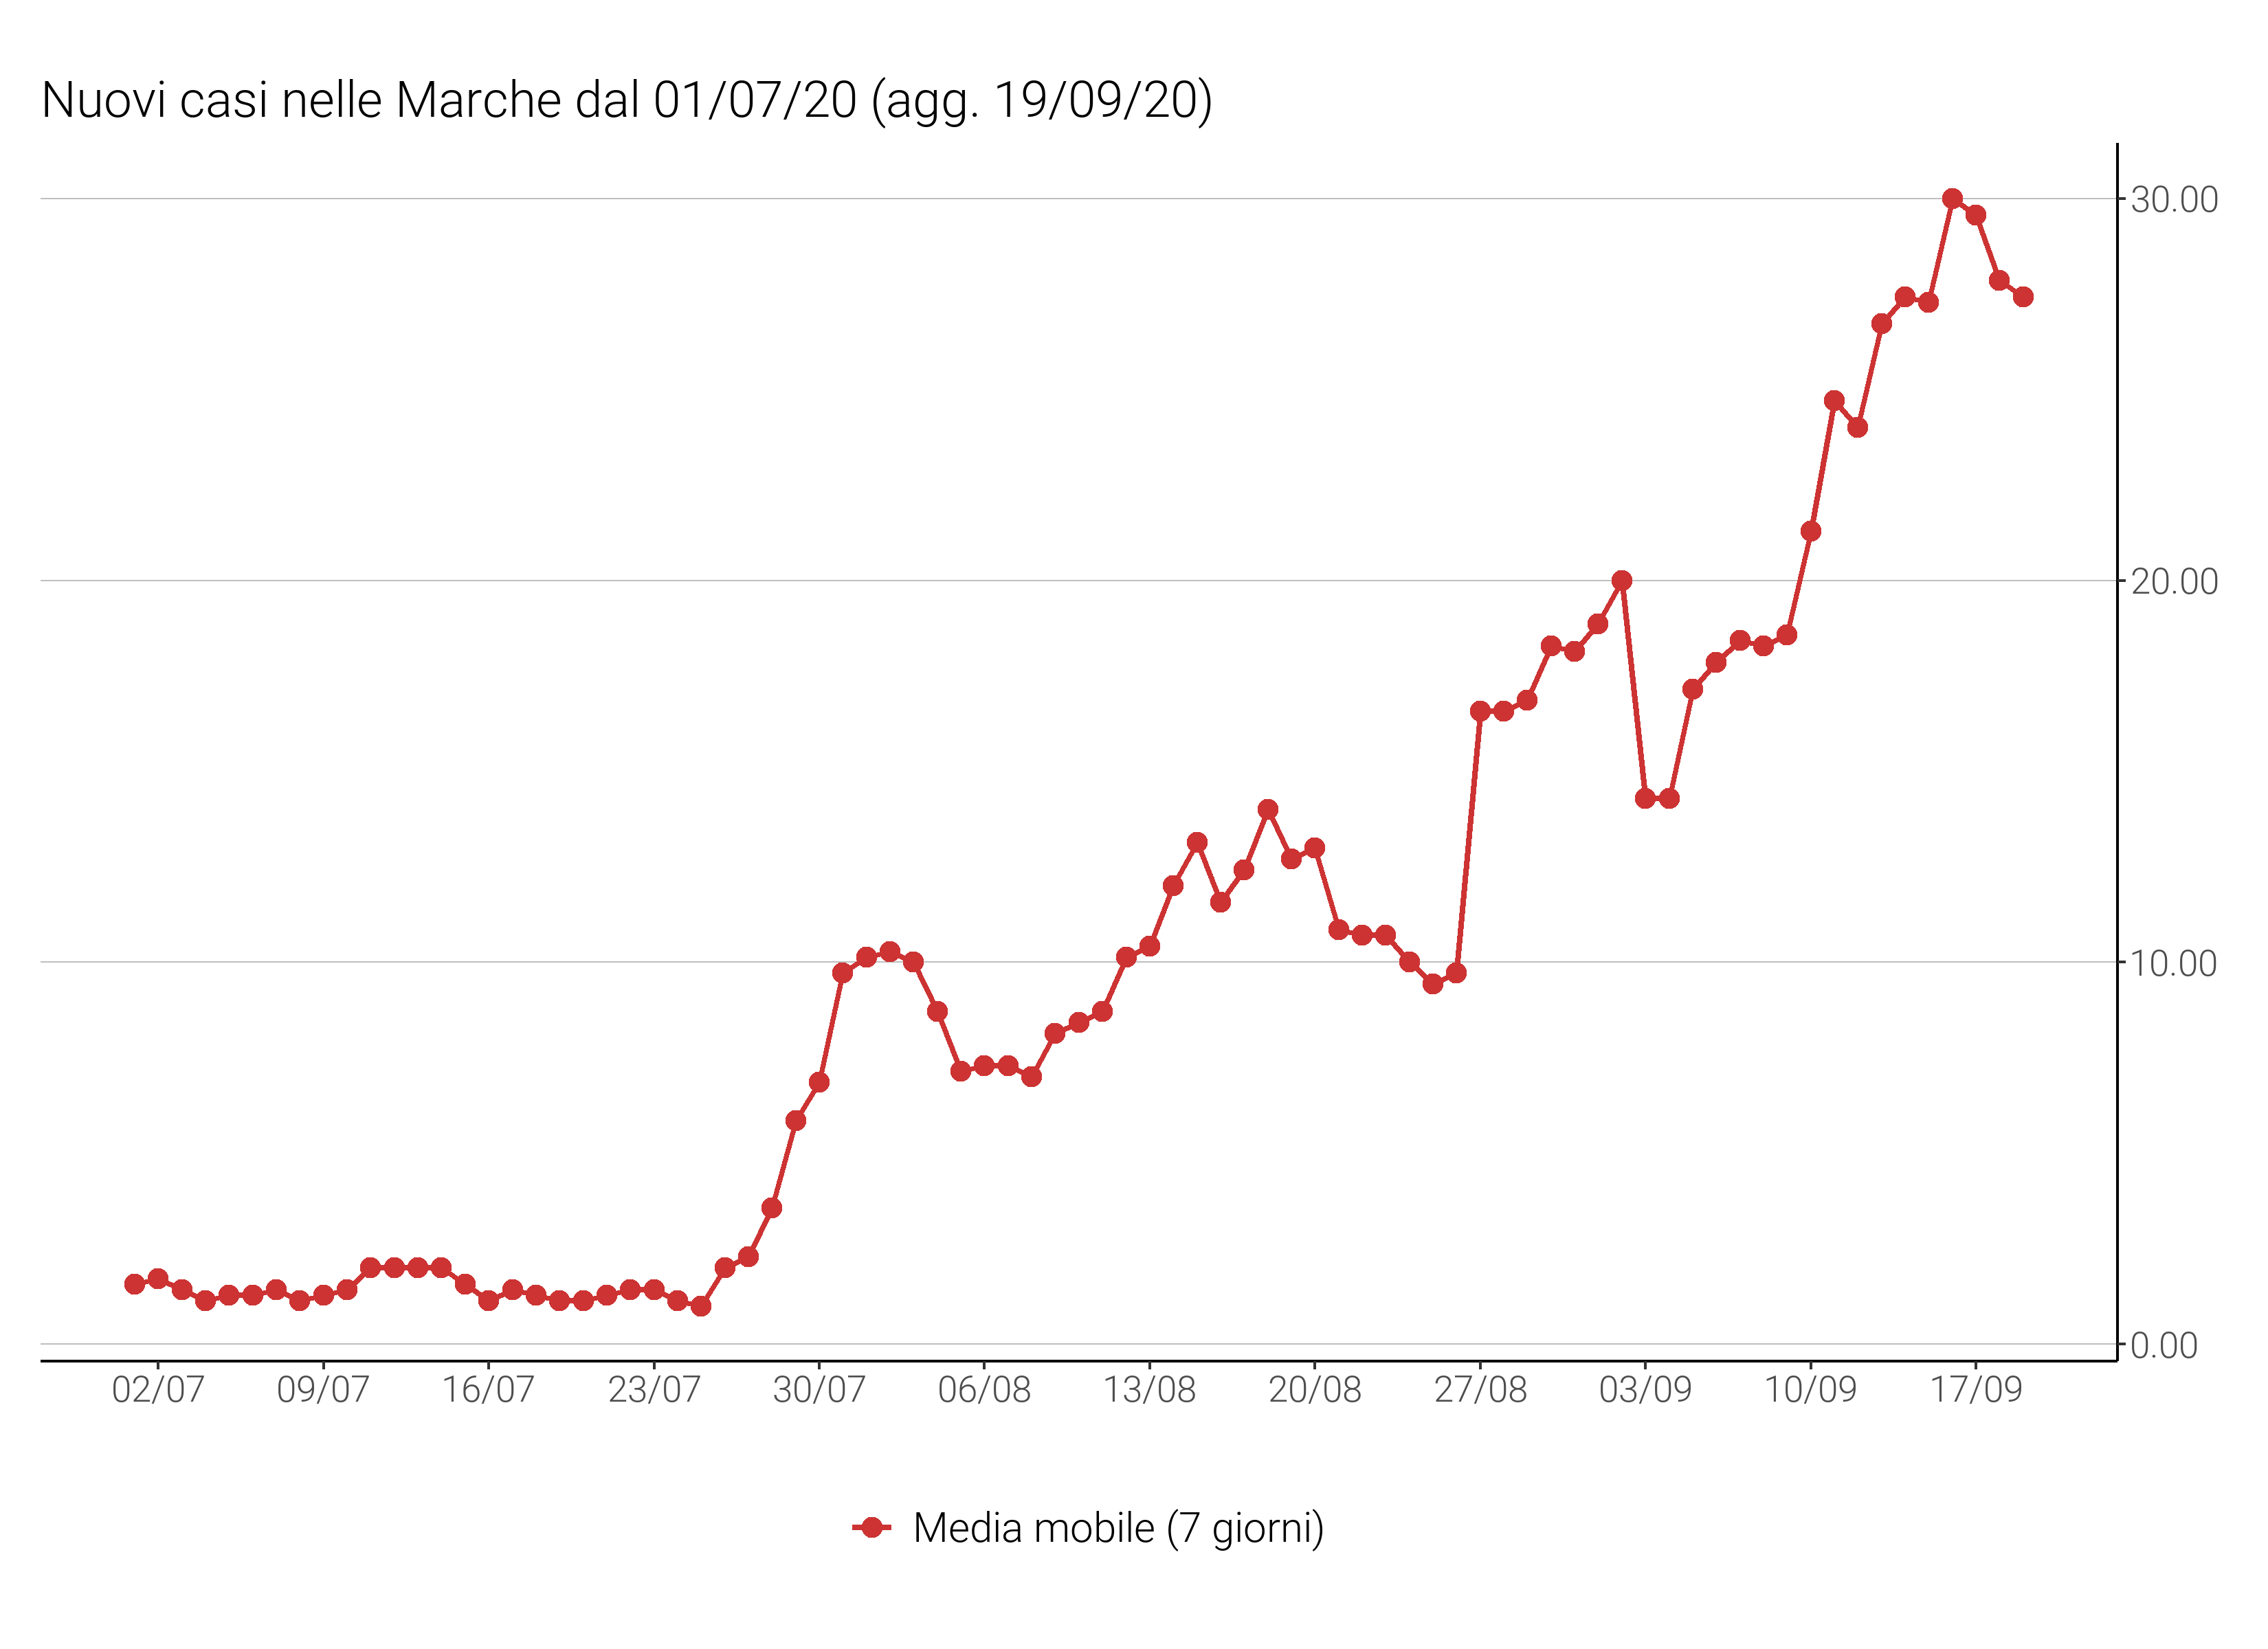 Nuovi casi nelle Marche dal 01/07/20 (agg. 19/09/20)
30.00
20.00
10.00
0.00
02/07 09/07 16/07 23/07 30/07 06/08 13/08 20/08 27/08 03/09 10/09 17/09
Media mobile (7 giorni)